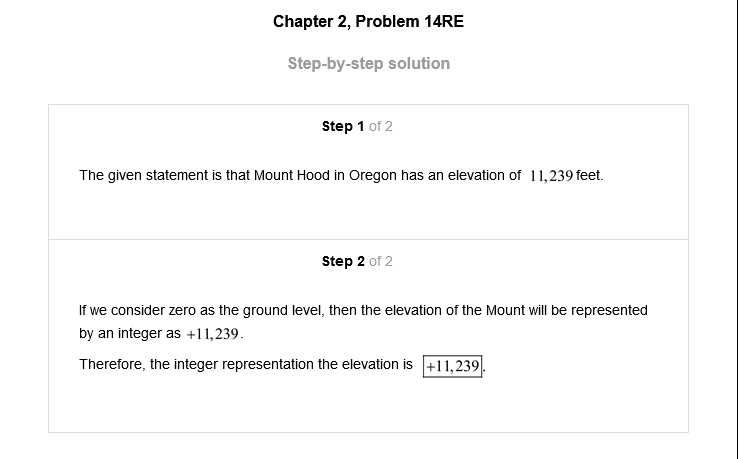 Chapter 2, Problem 14RE
Step-by-step solution
Step 1 of 2
The given statement is that Mount Hood in Oregon has an elevation of 11,239 feet.
Step 2 of 2
If we consider zero as the ground level, then the elevation of the Mount will be represented
by an integer as +11,239.
Therefore, the integer representation the elevation is +11,239.